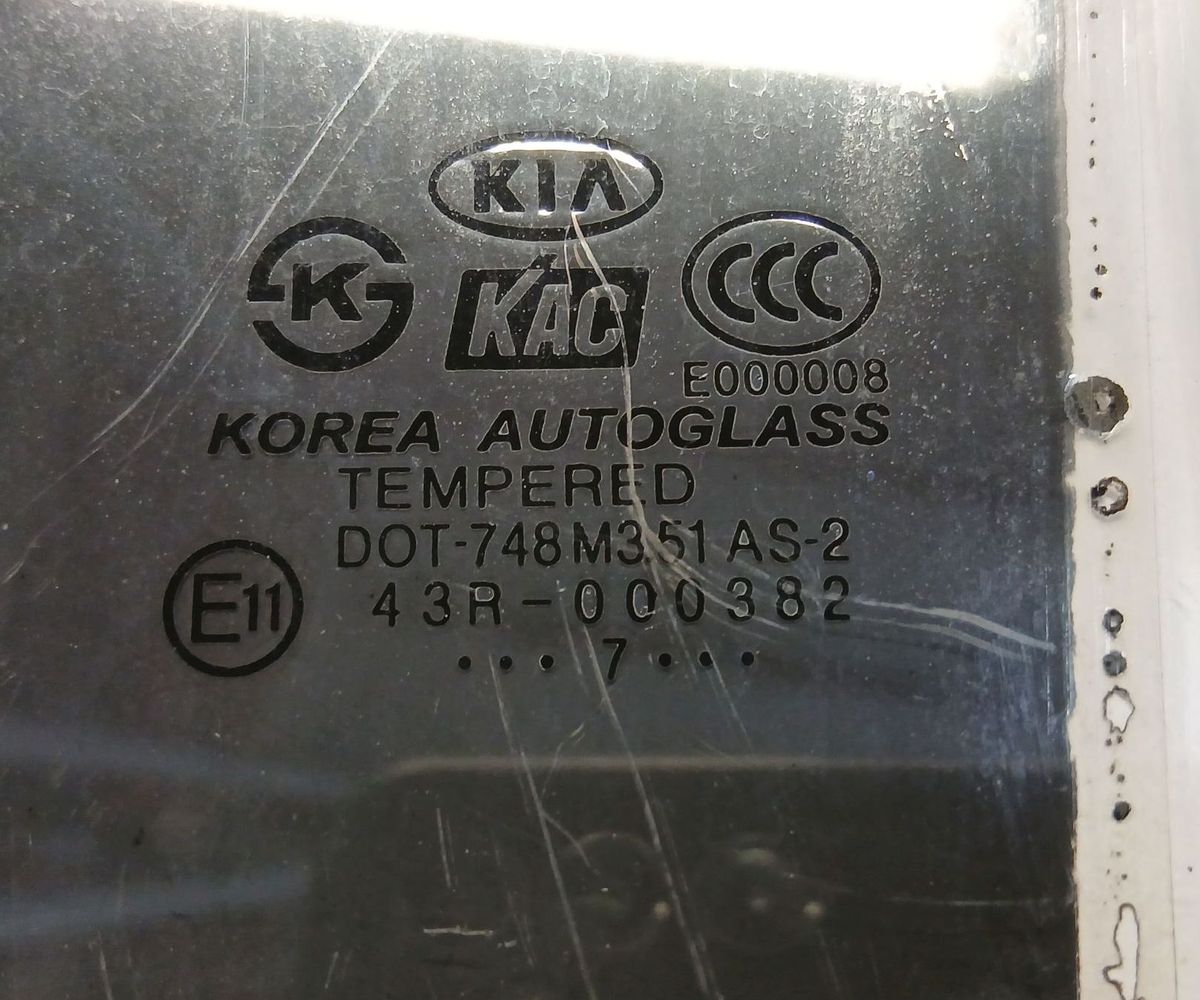 KIA
K
KAC
CCC
E000008
KOREA AUTOGLASS
TEMPERED
DOT-748 M351 AS-2
E11
43R-000382
•••7•••